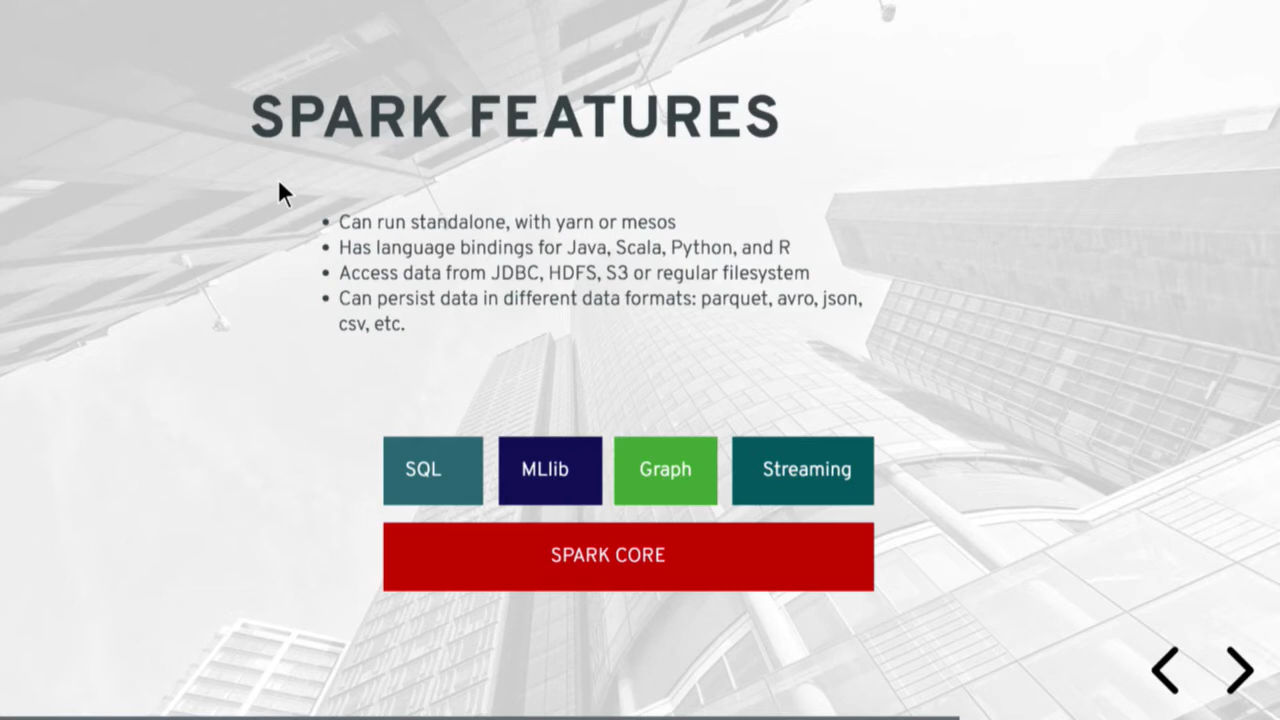 SPARK FEATURES
Can run standalone, with yarn or mesos
Has language bindings for Java, Scala, Python, and R
Access data from JDBC, HDFS, S3 or regular filesystem
Can persist data in different data formats: parquet, avro, json,
csv, etc.
SQL MLlib Graph Streaming
SPARK CORE